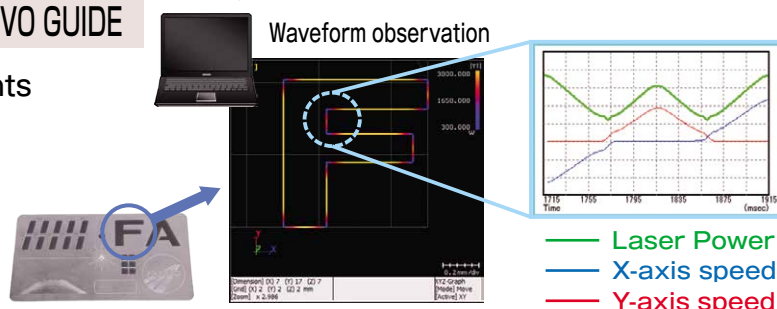 VO GUIDE
Waveform observation
nts
]
[YT]
3000.000
1650.000
300.000
W
1715 1755 1795 1835 1875 1915
Time (msec)
FA
Y
Z X
0.2mm/div
[Dimension] (X) 7 (Y) 17 (Z) 7
[Grid] (X) 2 (Y) 2 (Z) 2 mm
[Zoom] x 2.986
XYZ Graph
[Mode] Move
[Active] XY
Laser Power
X-axis speed
Y-axis speed